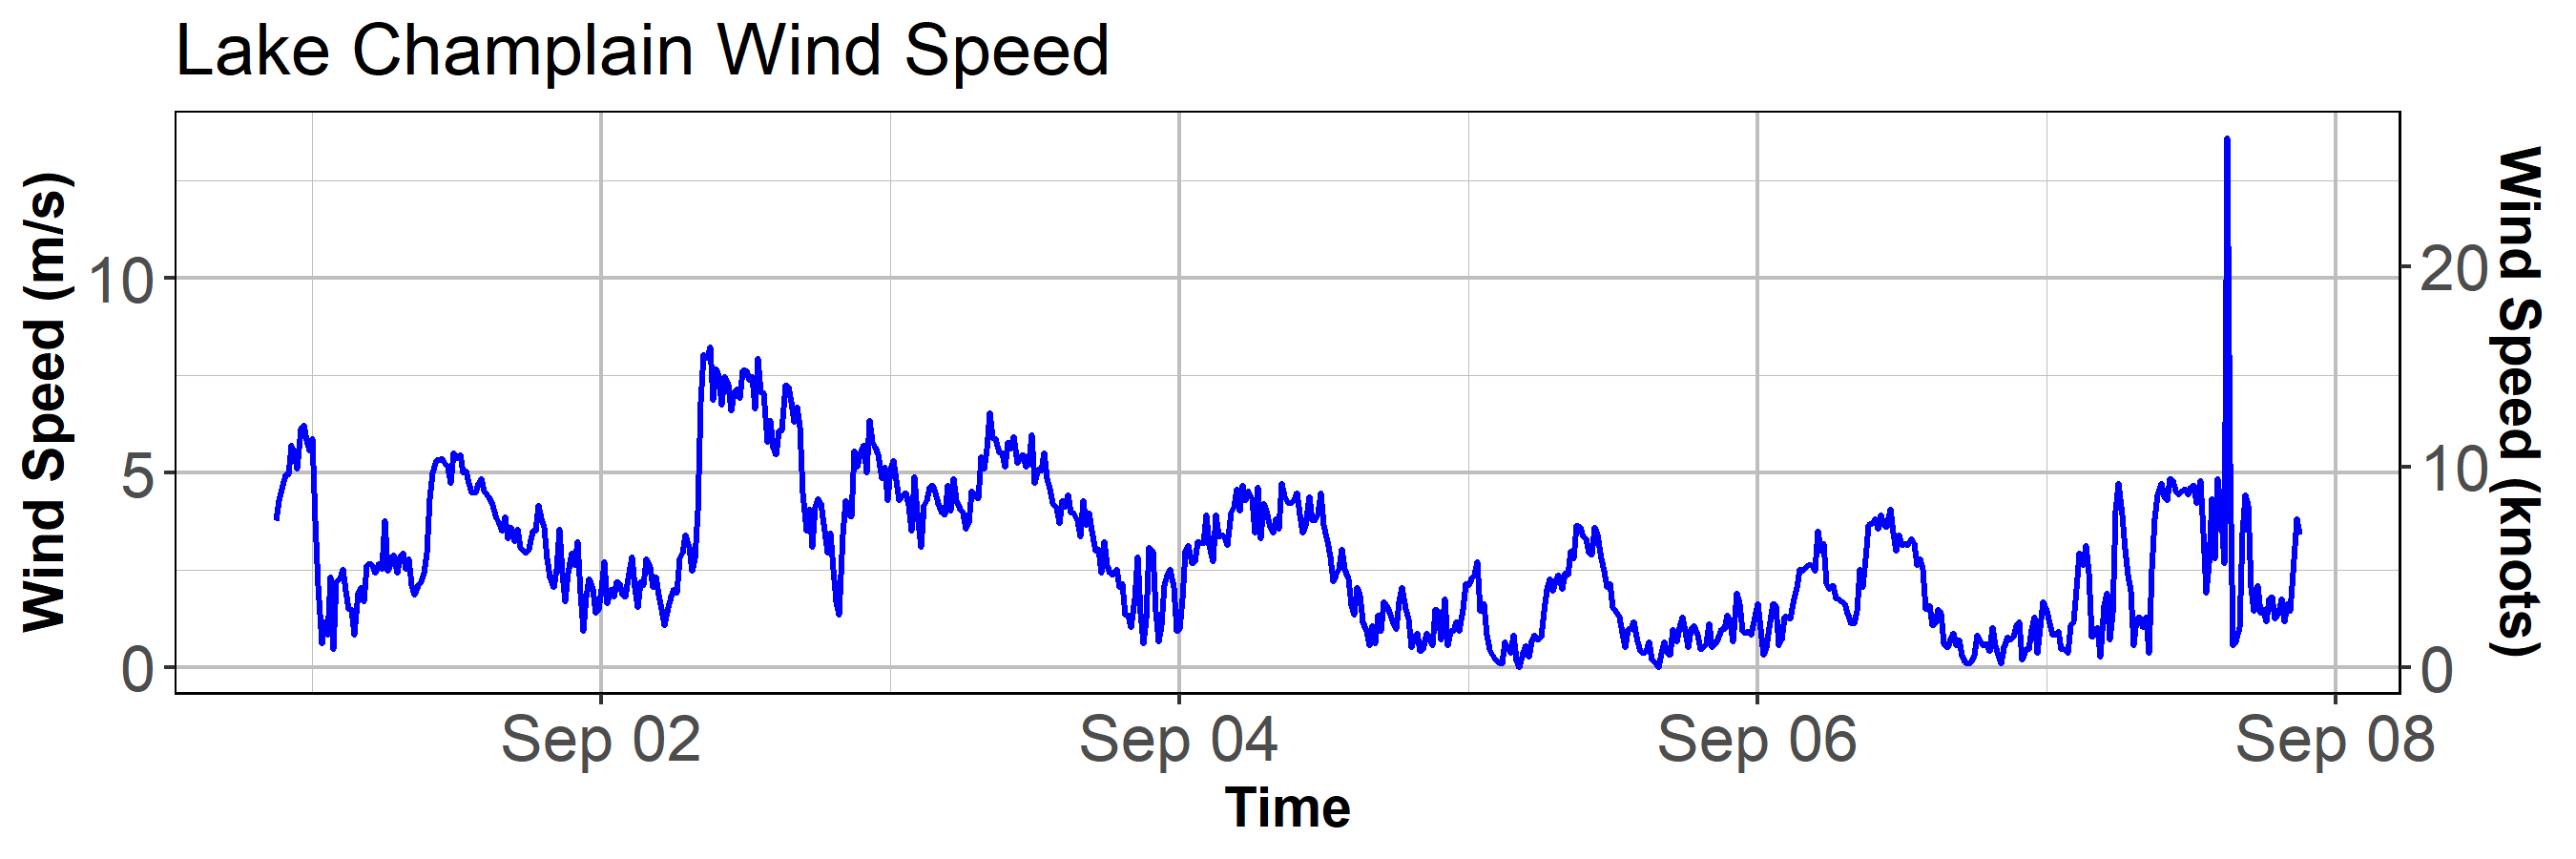 Lake Champlain Wind Speed
Wind Speed (m/s)
10
5
0
20
10
0
Wind Speed (knots)
Sep 02
Sep 04
Sep 06
Sep 08
Time